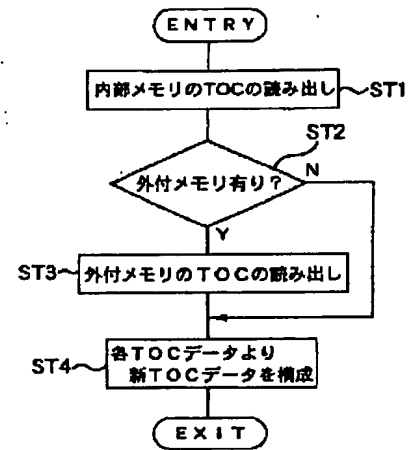 ENTRY
内部メモリのTOCの読み出し
ST1
ST2
外付メモリ有り?
N
Y
ST3
外付メモリのTOCの読み出し
ST4
各TOCデータより
新TOCデータを構成
EXIT